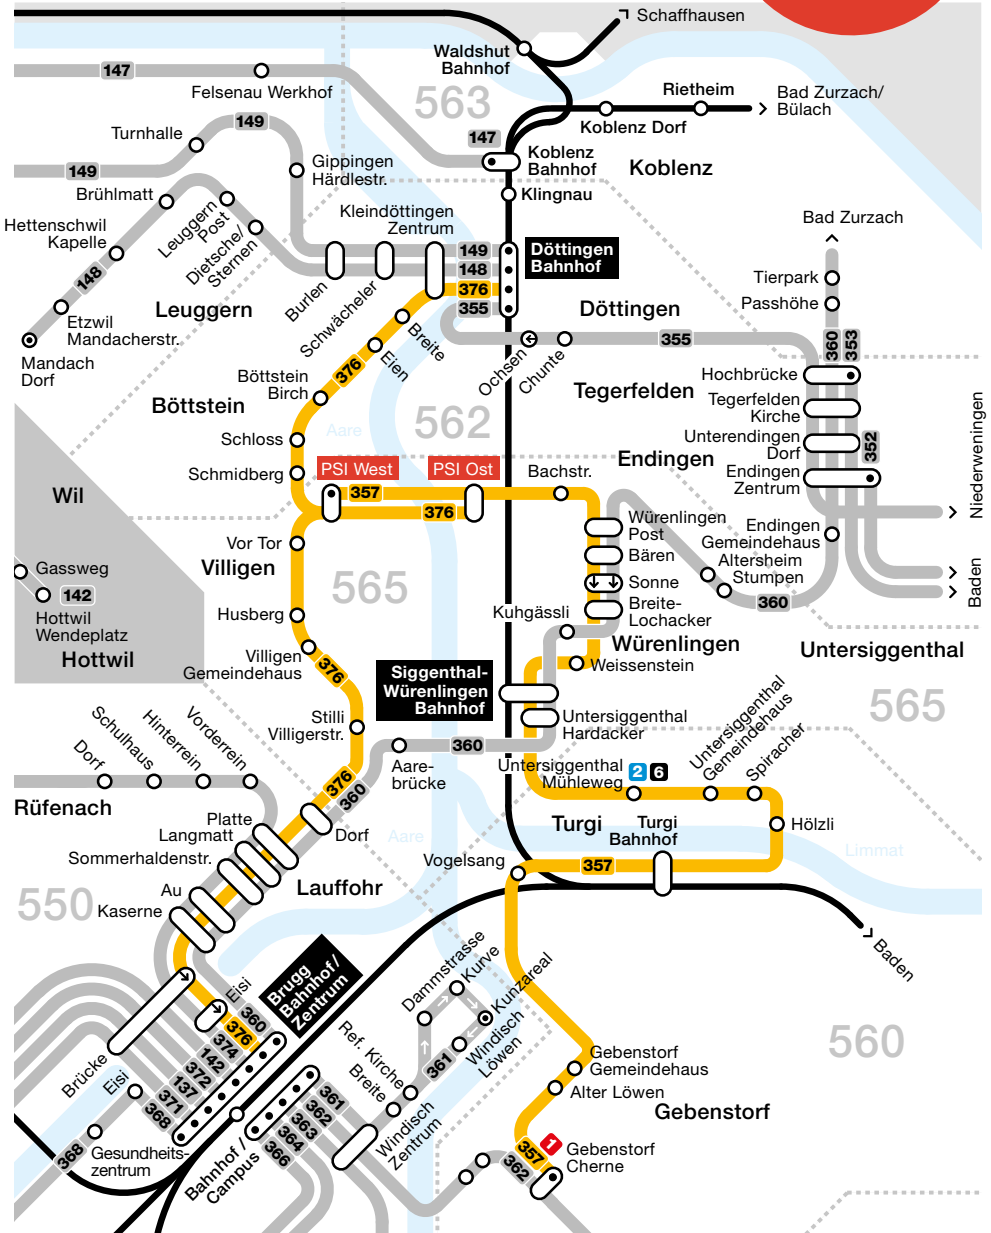 Schaffhausen
Waldshut
Bahnhof
147
Felsenau Werkhof
563
Rietheim
Bad Zurzach/
Bülach
Koblenz Dorf
149
Turnhalle
147
Koblenz
Bahnhof
Koblenz
149
Gippingen
Härdlestr.
Brühlmatt
Klingnau
Hettenschwil
Kapelle
Leuggern
Post
Dietsche/
Sternen
Kleindöttingen
Zentrum
Bad Zurzach
148
149
148
376
355
Döttingen
Bahnhof
Tierpark
Passhöhe
Burlen
Schwächeler
Leuggern
Etzwil
Mandacherstr.
Mandach
Dorf
Breite
Eien
376
Döttingen
355
Ochsen
Chunte
360
353
Hochbrücke
Böttstein
Birch
Böttstein
Tegerfelden
Tegerfelden
Kirche
Aare
562
Schloss
Unterendingen
Dorf
352
Schmidberg
PSI West
PSI Ost
Bachstr.
Endingen
Endingen
Zentrum
Niederweningen
Wil
357
376
Würenlingen
Post
Endingen
Gemeindehaus
Vor Tor
Villigen
Bären
Altersheim
Stumpen
Gassweg
142
Hottwil
Wendeplatz
Hottwil
565
Sonne
Baden
Husberg
Kuhgässli
Breite-
Lochacker
360
Würenlingen
Untersiggenthal
Villigen
Gemeindehaus
376
Siggenthal-
Würenlingen
Bahnhof
Weissenstein
565
Stilli
Villigerstr.
Untersiggenthal
Hardacker
Dorf
Schulhaus
Hinterrein
Vorderrein
360
Aare-
brücke
Untersiggenthal
Mühleweg
2
6
Untersiggenthal
Gemeindehaus
Spiracher
376
360
Rüfenach
Platte
Langmatt
Dorf
Aare
Turgi
Turgi
Bahnhof
Hölzli
Sommerhaldenstr.
Vogelsang
357
Limmat
Au
Lauffohr
550
Kaserne
Baden
Eisi
Brugg
Bahnhof/
Zentrum
Dammstrasse
Kurve
Kunzareal
360
376
374
142
372
137
371
368
Brücke
Eisi
Ref. Kirche
Breite
361
Windisch
Löwen
560
Gebenstorf
Gemeindehaus
Alter Löwen
Gebenstorf
361
362
363
364
366
Windisch
Zentrum
368
Gesundheits-
zentrum
Bahnhof/
Campus
1
357
362
Gebenstorf
Cherne